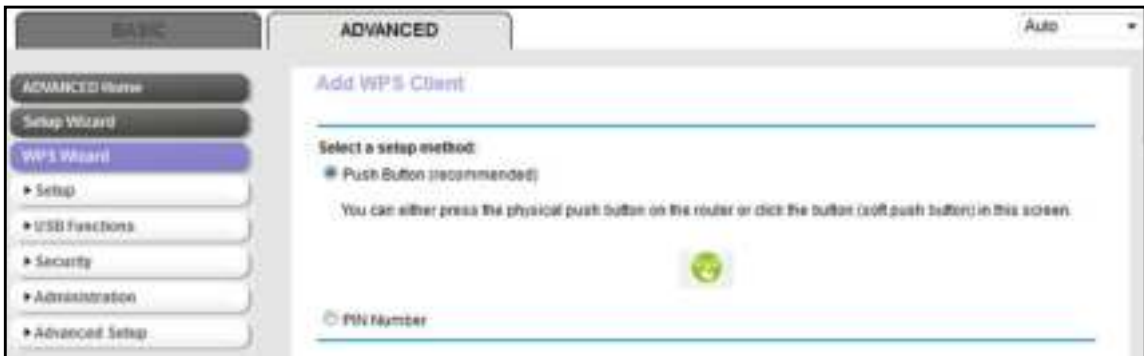 BASIC
ADVANCED
Auto
ADVANCED Home
Setup Wizard
WPS Wizard
Setup
USB Functions
Security
Administration
Advanced Setup
Add WPS Client
Select a setup method:
Push Button (recommended)
You can either press the physical push button on the router or click the button (soft push button) in this screen.
PIN Number